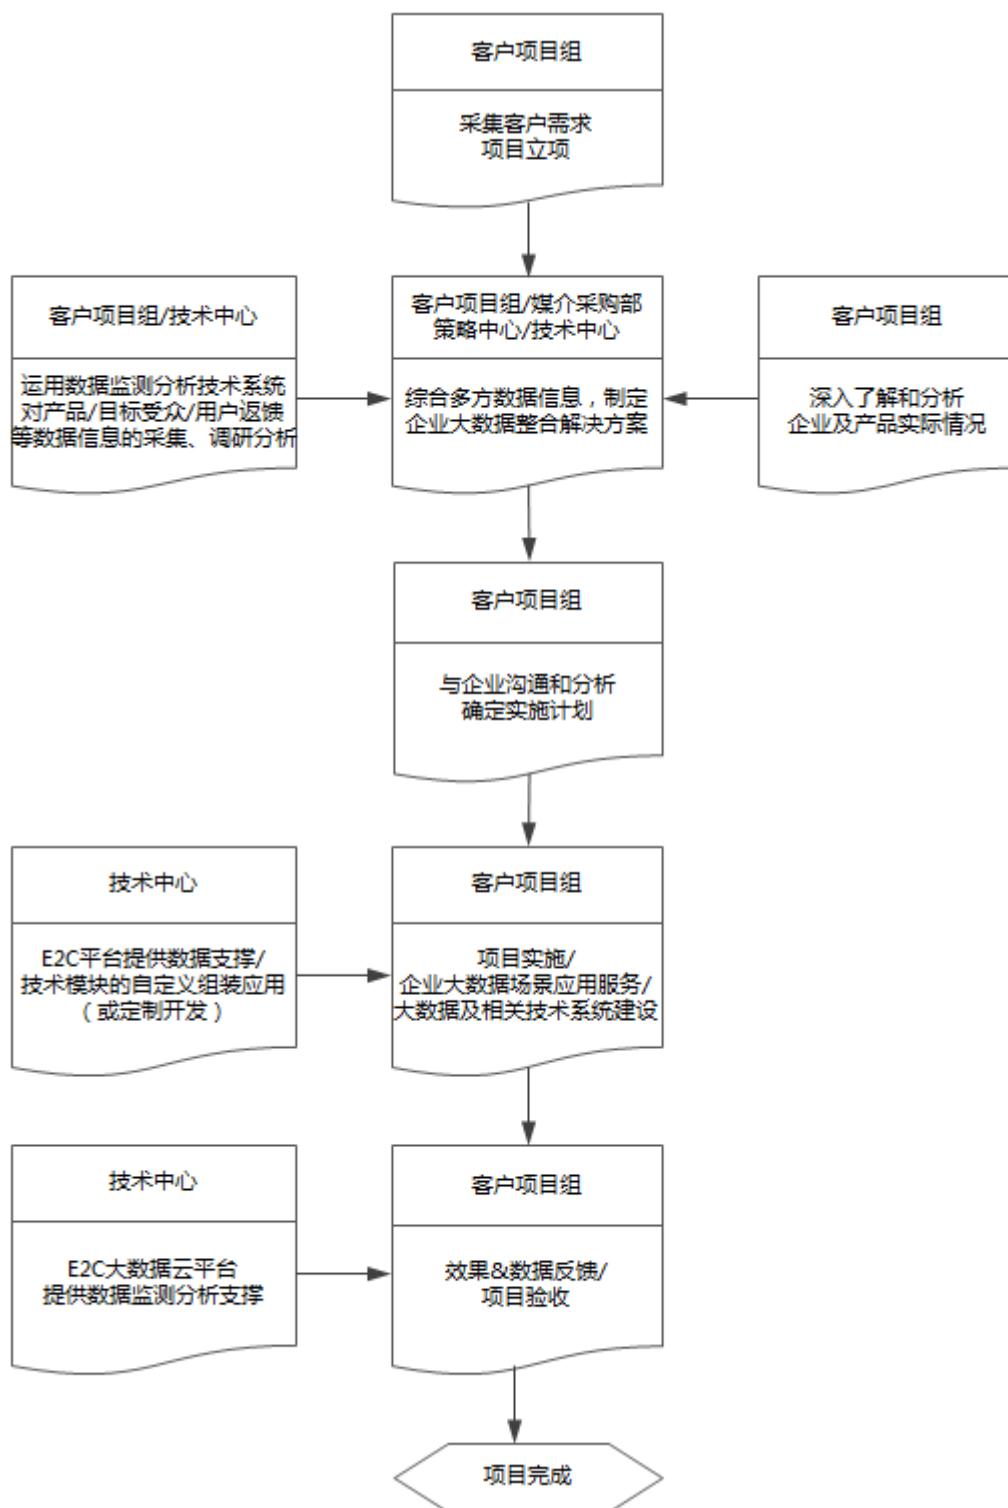 客户项目组
采集客户需求
项目立项
客户项目组/技术中心
运用数据监测分析技术系统
对产品/目标受众/用户返馈
等数据信息的采集、调研分析
客户项目组/媒介采购部
策略中心/技术中心
综合多方数据信息，制定
企业大数据整合解决方案
客户项目组
深入了解和分析
企业及产品实际情况
客户项目组
与企业沟通和分析
确定实施计划
技术中心
E2C平台提供数据支撑/
技术模块的自定义组装应用
（或定制开发）
客户项目组
项目实施/
企业大数据场景应用服务/
大数据及相关技术系统建设
技术中心
E2C大数据云平台
提供数据监测分析支撑
客户项目组
效果&数据反馈/
项目验收
项目完成